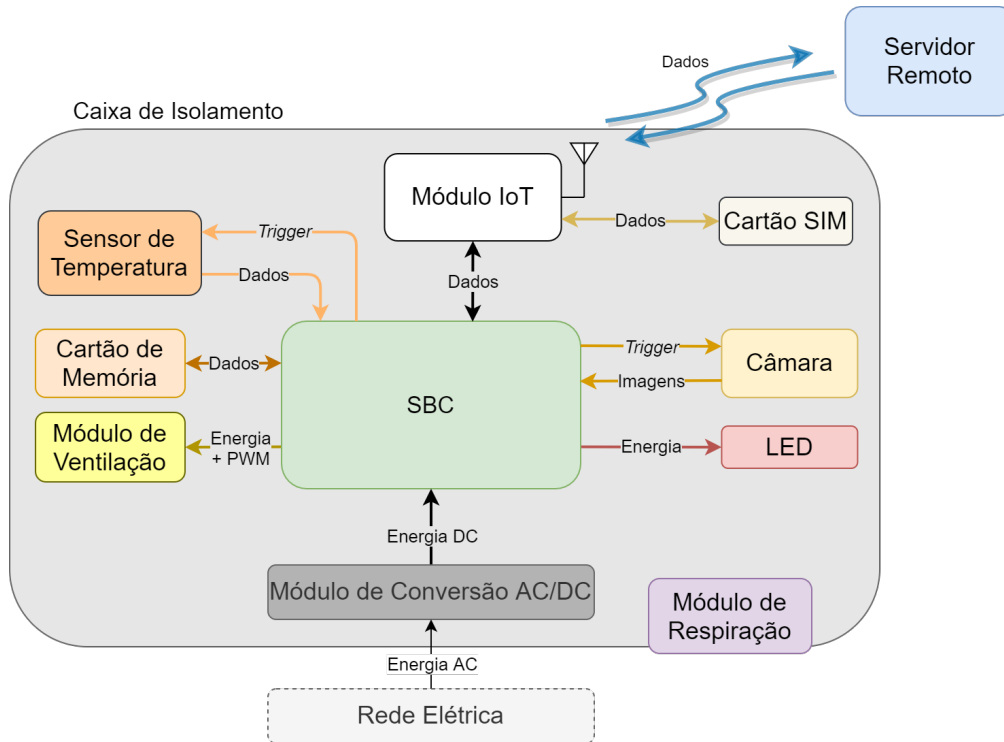 Servidor
Remoto
Dados
Caixa de Isolamento
Módulo IoT
Dados
Cartão SIM
Sensor de
Temperatura
Trigger
Dados
Dados
Cartão de
Memória
Dados
SBC
Trigger
Imagens
Câmara
Módulo de
Ventilação
Energia
+ PWM
Energia
LED
Energia DC
Módulo de Conversão AC/DC
Módulo de
Respiração
Energia AC
Rede Elétrica